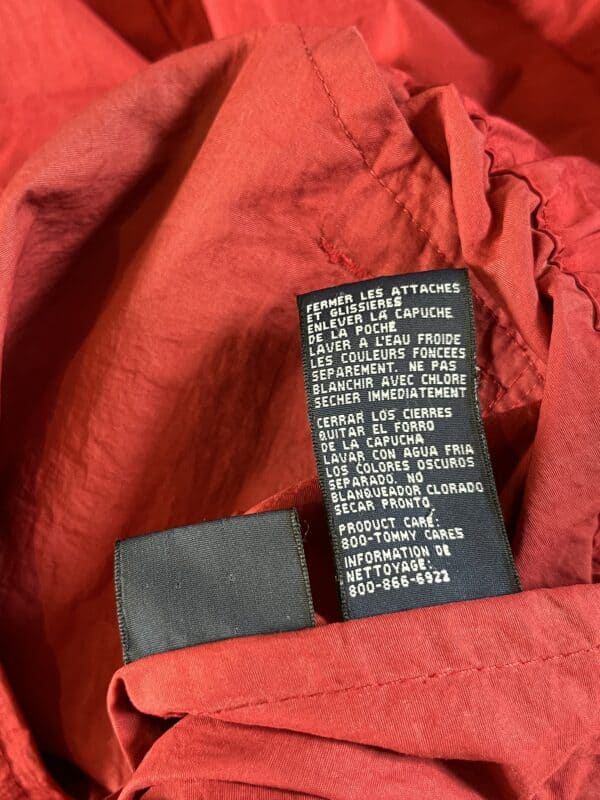 FERMER LES ATTACHES
ET GLISSIERES
ENLEVER LA CAPUCHE
DE LA POCHE
LAVER A L'EAU FROIDE
LES COULEURS FONCEES
SEPAREMENT. NE PAS
BLANCHIR AVEC CHLORE
SECHER IMMEDIATEMENT
CERRAR LOS CIERRES
QUITAR EL FORRO
DE LA CAPUCHA
LAVAR CON AGUA FRIA
LOS COLORES OSCUROS
SEPARADO. NO
BLANQUEADOR CLORADO
SECAR PRONTO.
PRODUCT CARE:
800-TOMMY CARES
INFORMATION DE
NETTOYAGE:
800-866-6922